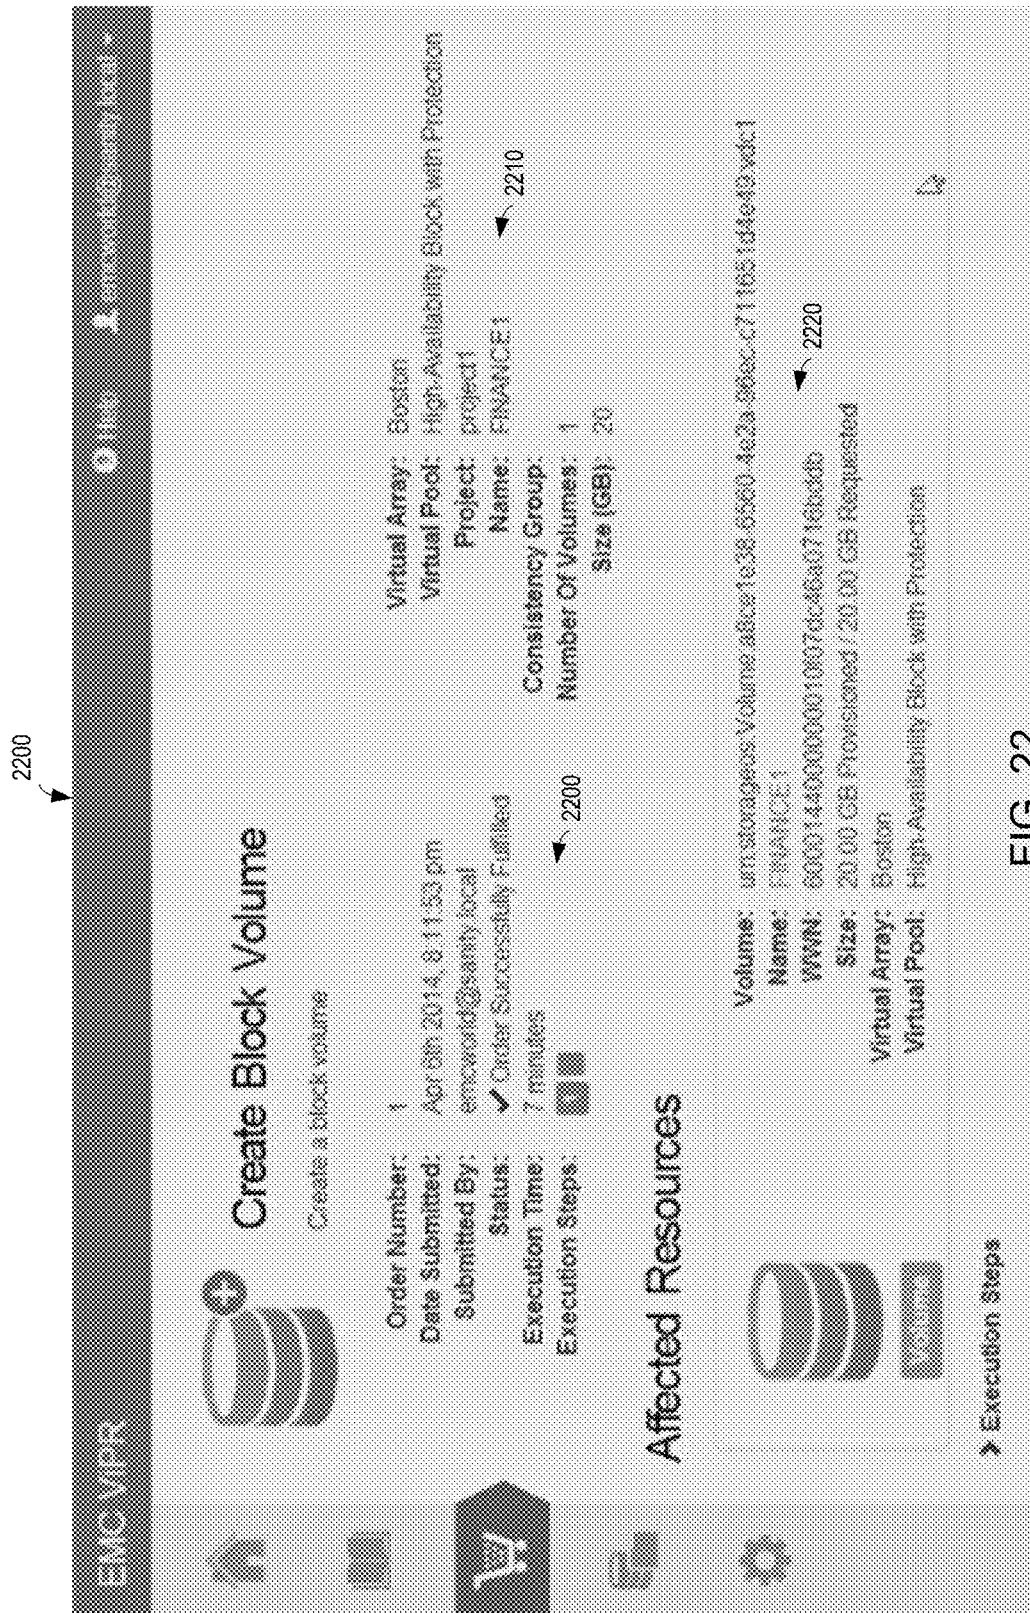 2200
EMC ViPR
Create Block Volume
Create a block volume
Order Number: 1
Date Submitted: Apr 6th 2014, 8:11:53 pm
Submitted By: emcworld@sanity.local
Status: ✔ Order Successfully Fulfilled
Execution Time: 7 minutes
Execution Steps:
2200
Virtual Array: Boston
Virtual Pool: High-Availability Block with Protection
Project: project1
Name: FINANCE1
Consistency Group:
Number Of Volumes: 1
Size (GB): 20
2210
Affected Resources
Volume:
Name: FINANCE1
WWN:
Size: 20.00 GB Provisioned / 20.00 GB Requested
Virtual Array: Boston
Virtual Pool: High-Availability Block with Protection
2220
Execution Steps
FIG. 22